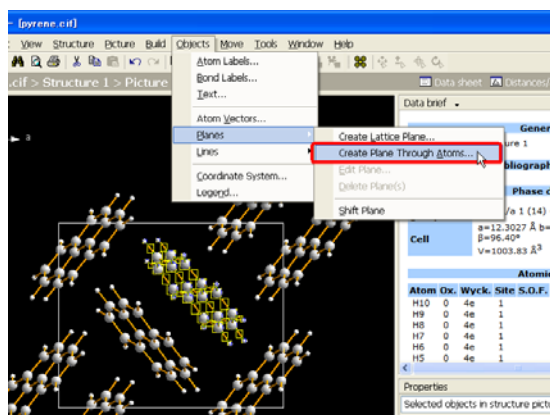 - [pyrene.cif]
View Structure Picture Build Objects Move Tools Window Help
.cif > Structure 1 > Picture
Data sheet Distances/
Atom Labels...
Bond Labels...
Text...
Atom Vectors...
Planes
Lines
Coordinate System...
Legend...
Create Lattice Plane...
Create Plane Through Atoms...
Edit Plane...
Delete Plane(s)
Shift Plane
a
Data brief
Gener
ure 1
bliograph
Phase d
/a 1 (14)
a=12.3027 Å b=
Cell β=96.40°
V=1003.83 Å3
Atomic
Atom Ox. Wyck. Site S.O.F.
H10 0 4e 1
H9 0 4e 1
H8 0 4e 1
H7 0 4e 1
H6 0 4e 1
H5 0 4e 1
Properties
Selected objects in structure pictu